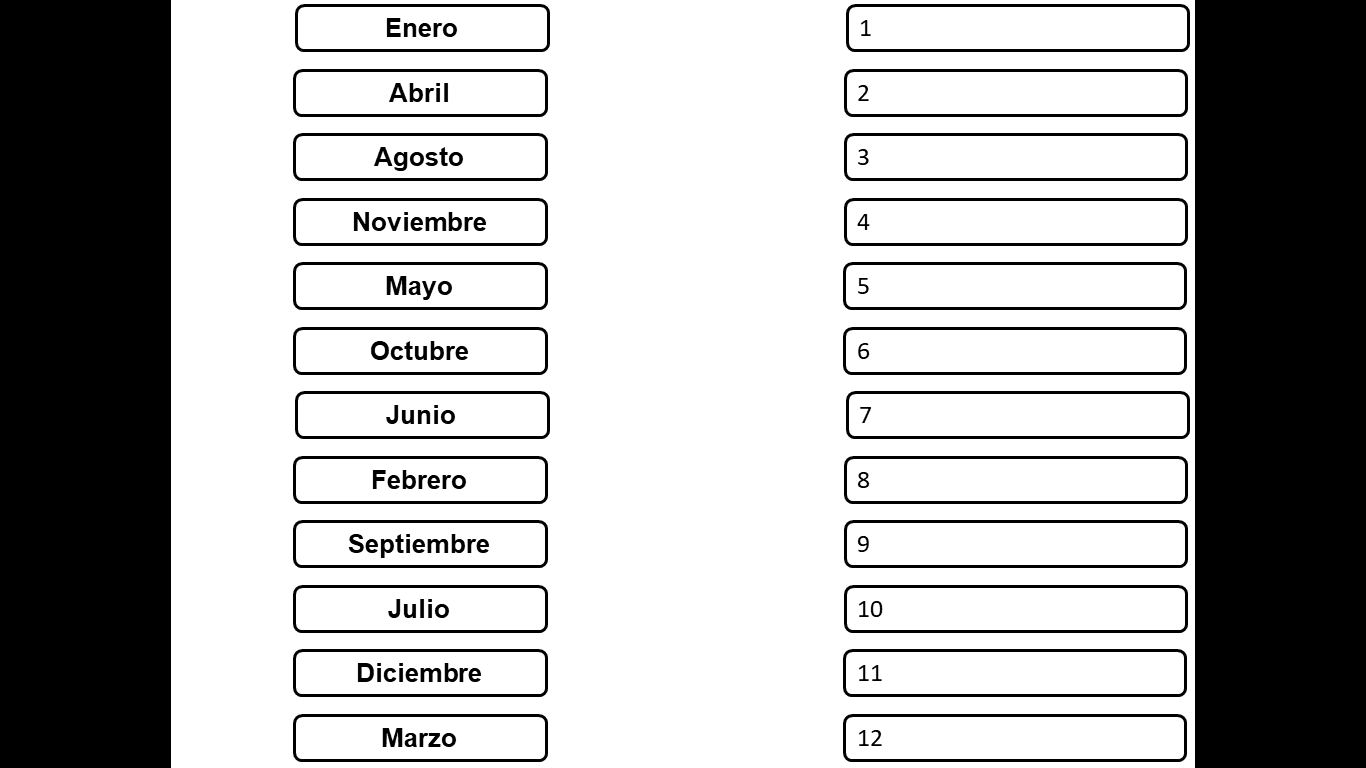 Enero 1
Abril 2
Agosto 3
Noviembre 4
Mayo 5
Octubre 6
Junio 7
Febrero 8
Septiembre 9
Julio 10
Diciembre 11
Marzo 12